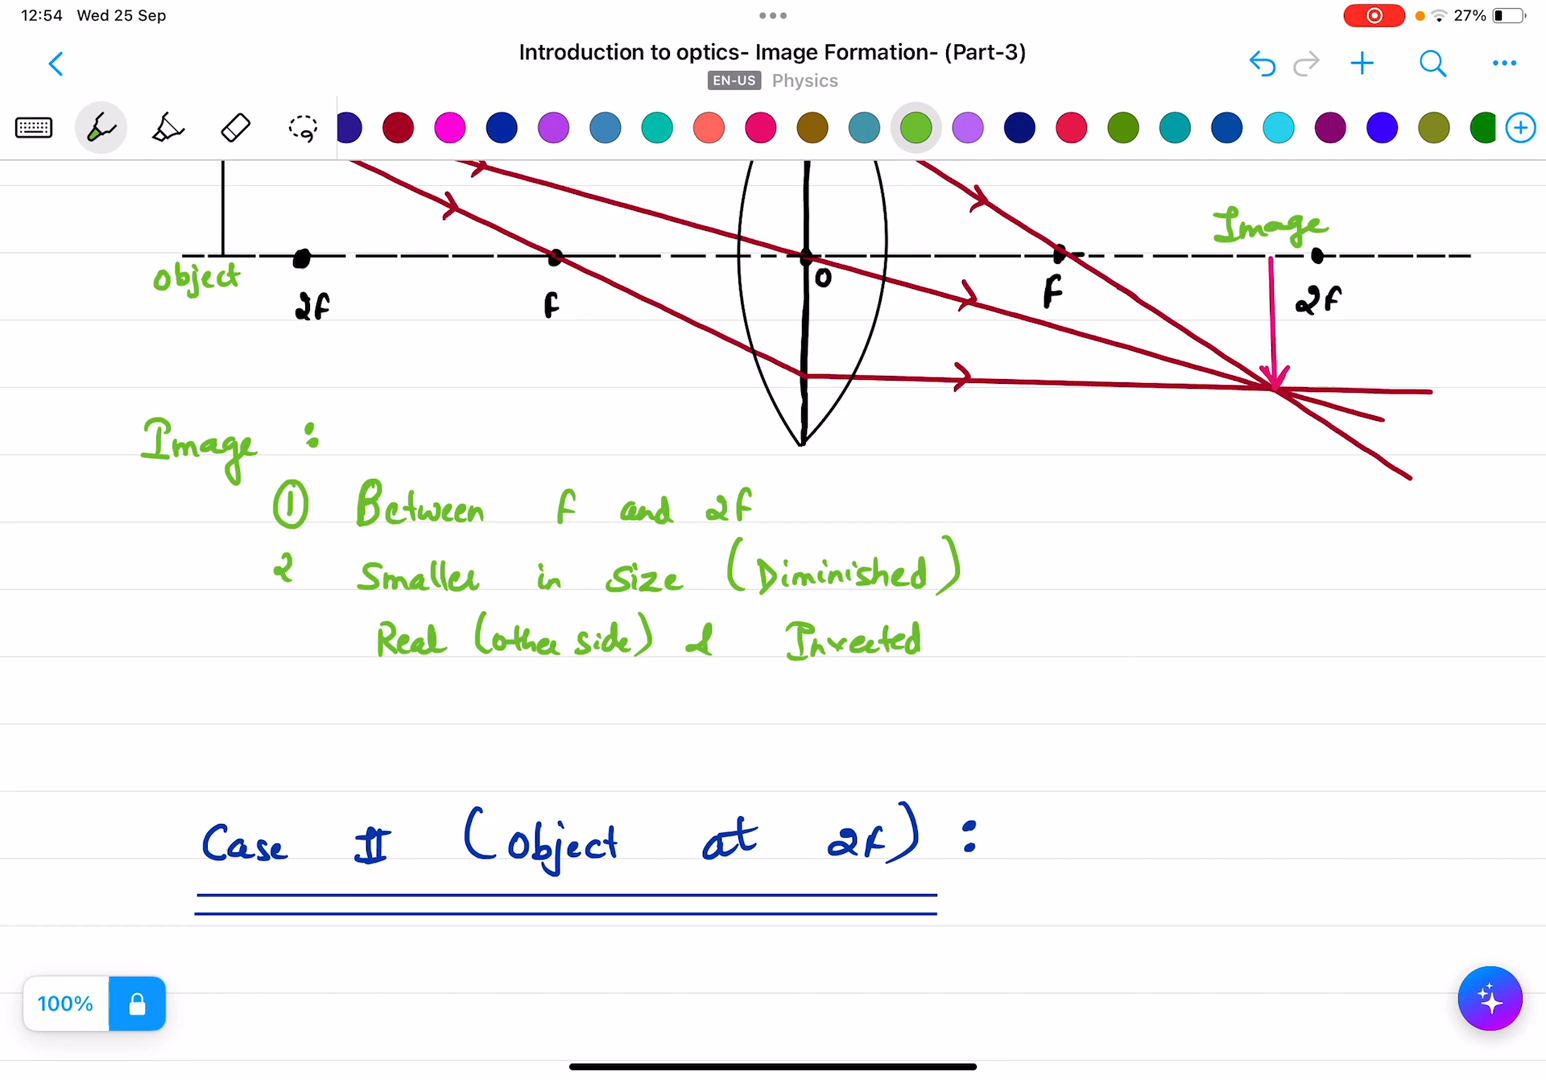 12:54 Wed 25 Sep 27%
Introduction to optics- Image Formation- (Part-3)
EN-US Physics
Image
object
O
2F F F 2F
Image :
① Between F and 2F
2 Smaller in size (Diminished)
Real (other side) & Inverted
Case II (object at 2F) :
100%